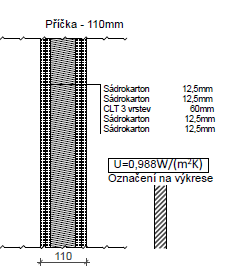 Příčka - 110mm
Sádrokarton 12,5mm
Sádrokarton 12,5mm
CLT 3 vrstev 60mm
Sádrokarton 12,5mm
Sádrokarton 12,5mm
U=0,988W/(m²K)
Označení na výkrese
110